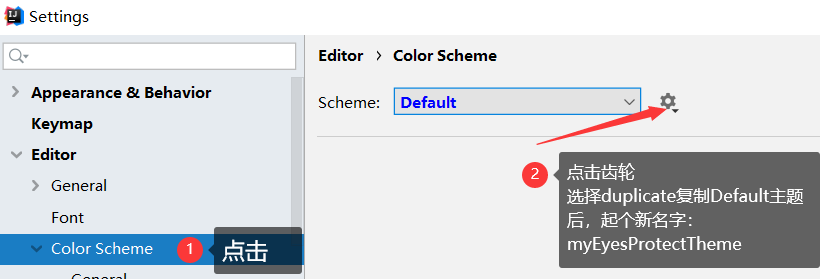 Settings
Appearance & Behavior
Keymap
Editor
General
Font
Color Scheme
1 点击
General
Editor › Color Scheme
Scheme: Default
2 点击齿轮
选择duplicate复制Default主题
后，起个新名字：
myEyesProtectTheme